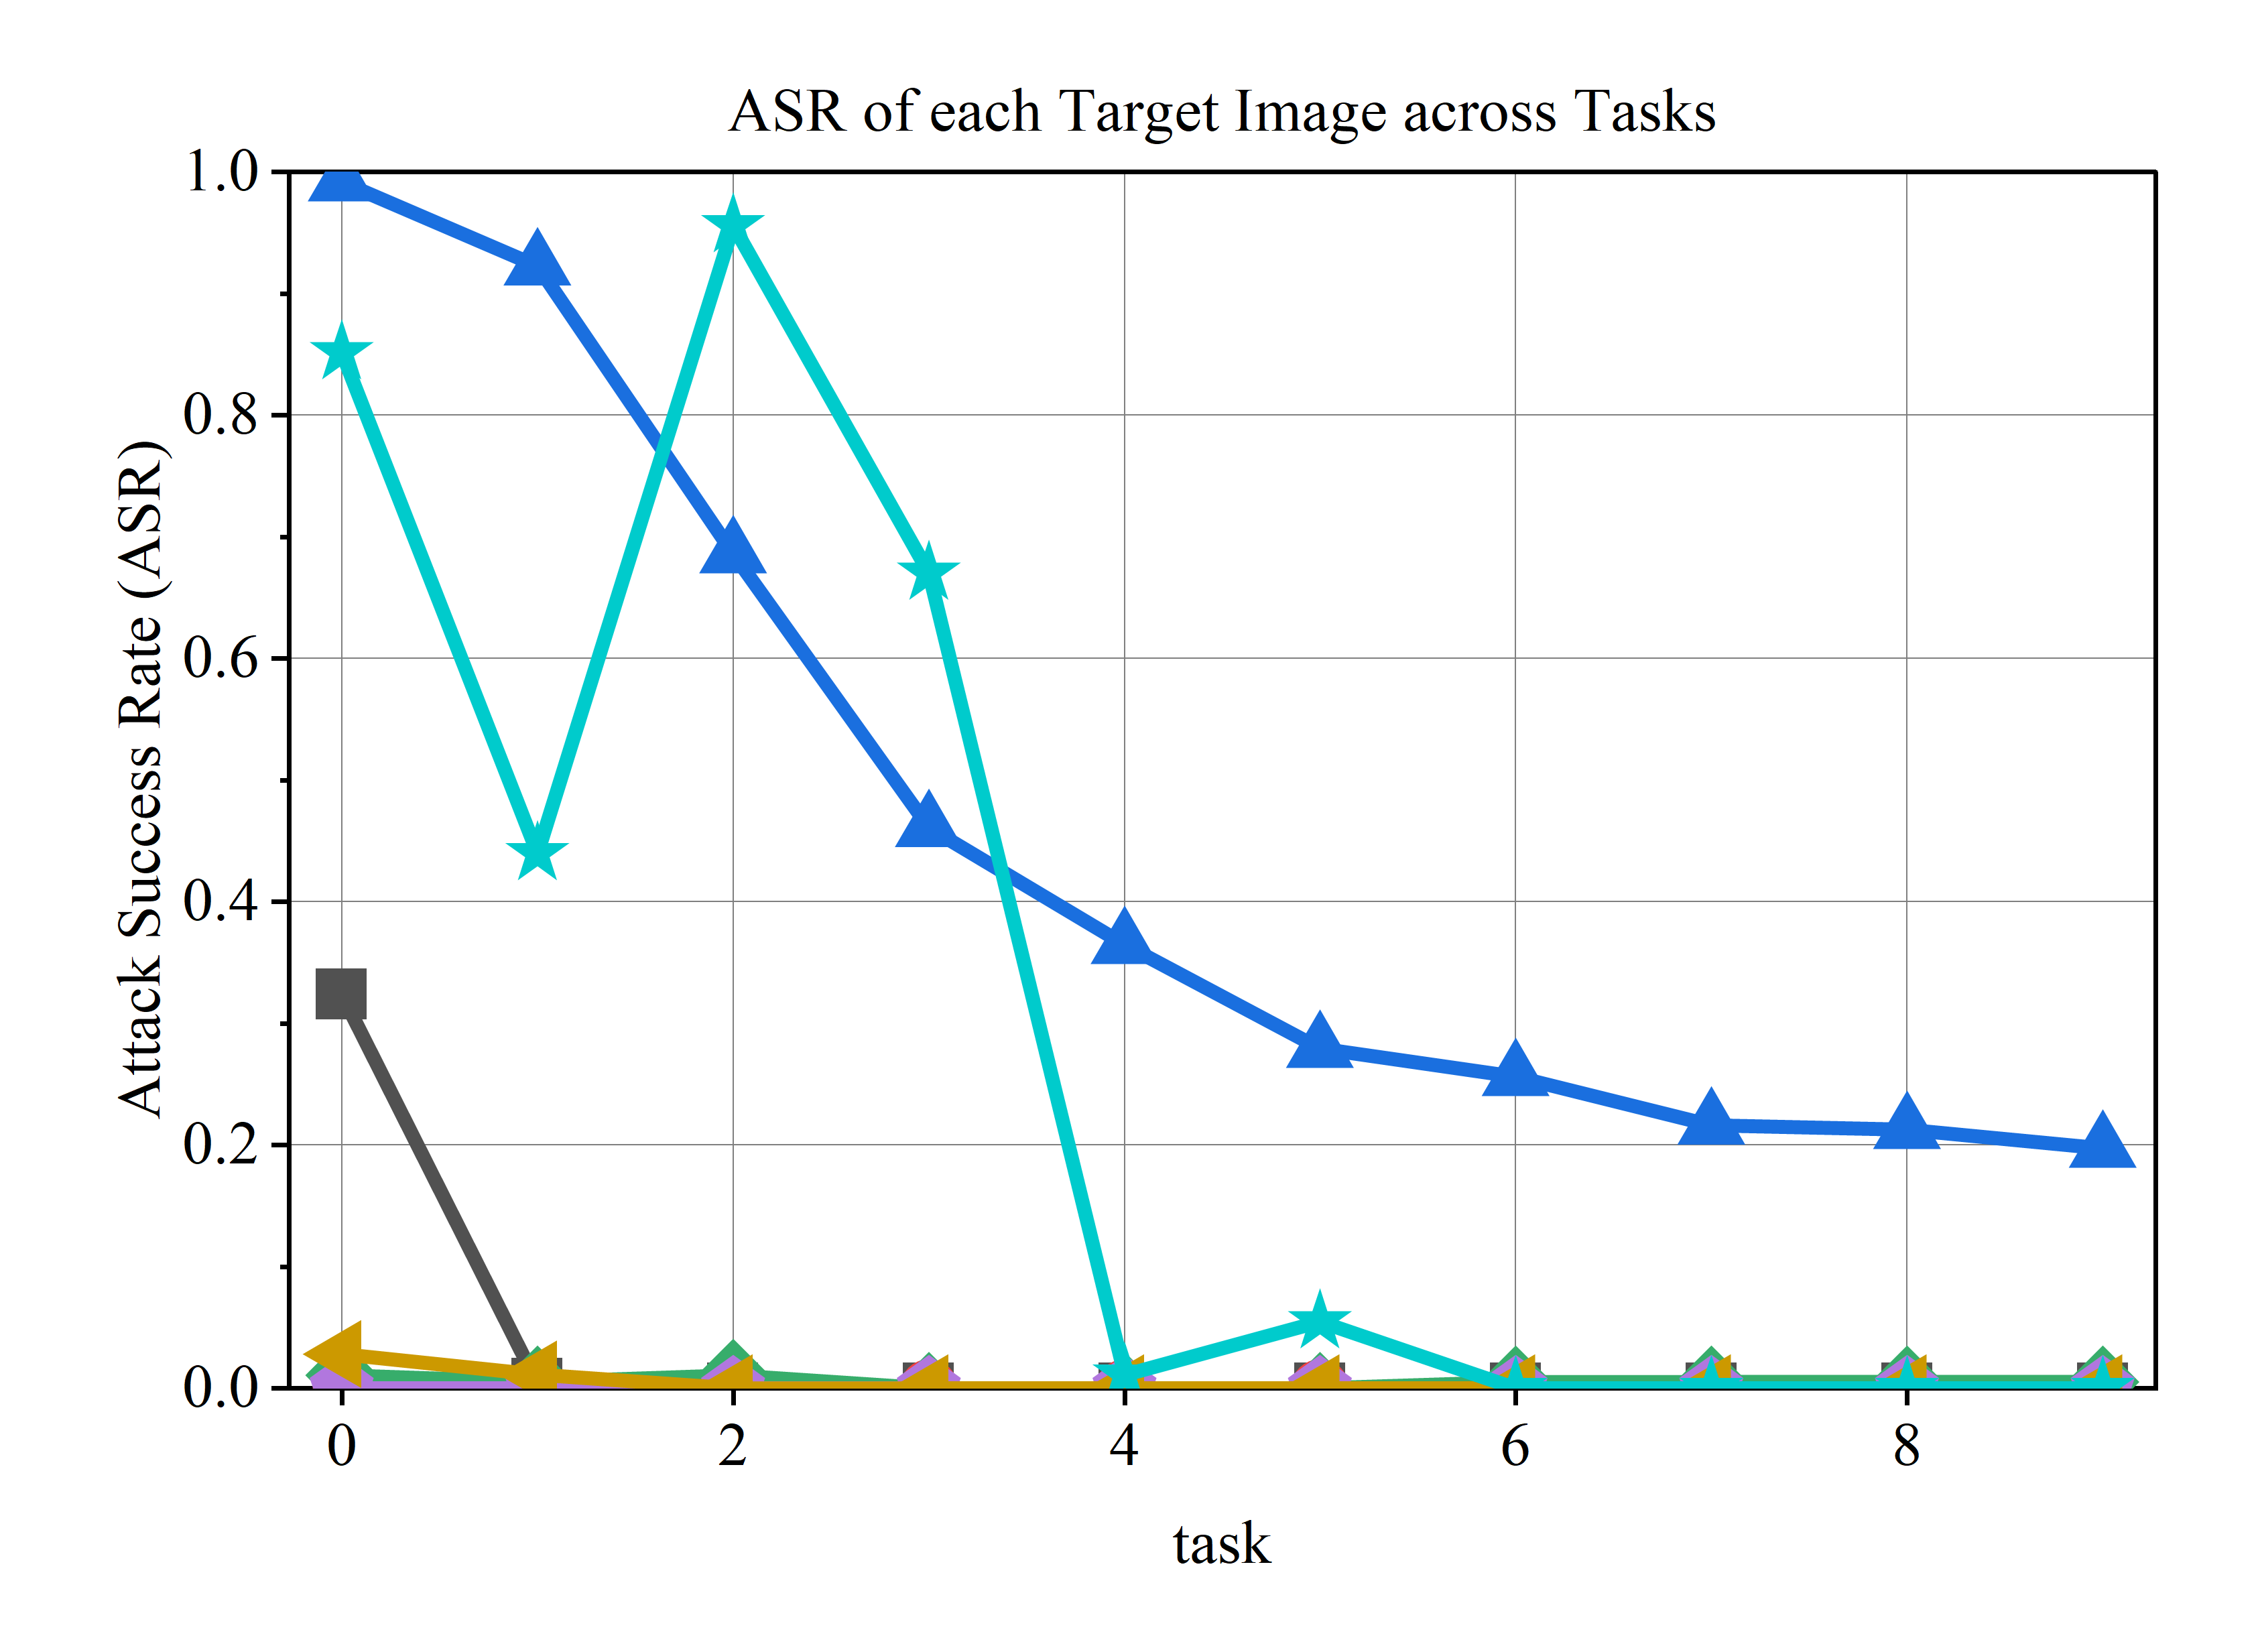 ASR of each Target Image across Tasks
Attack Success Rate (ASR)
1.0
0.8
0.6
0.4
0.2
0.0
0 2 4 6 8
task